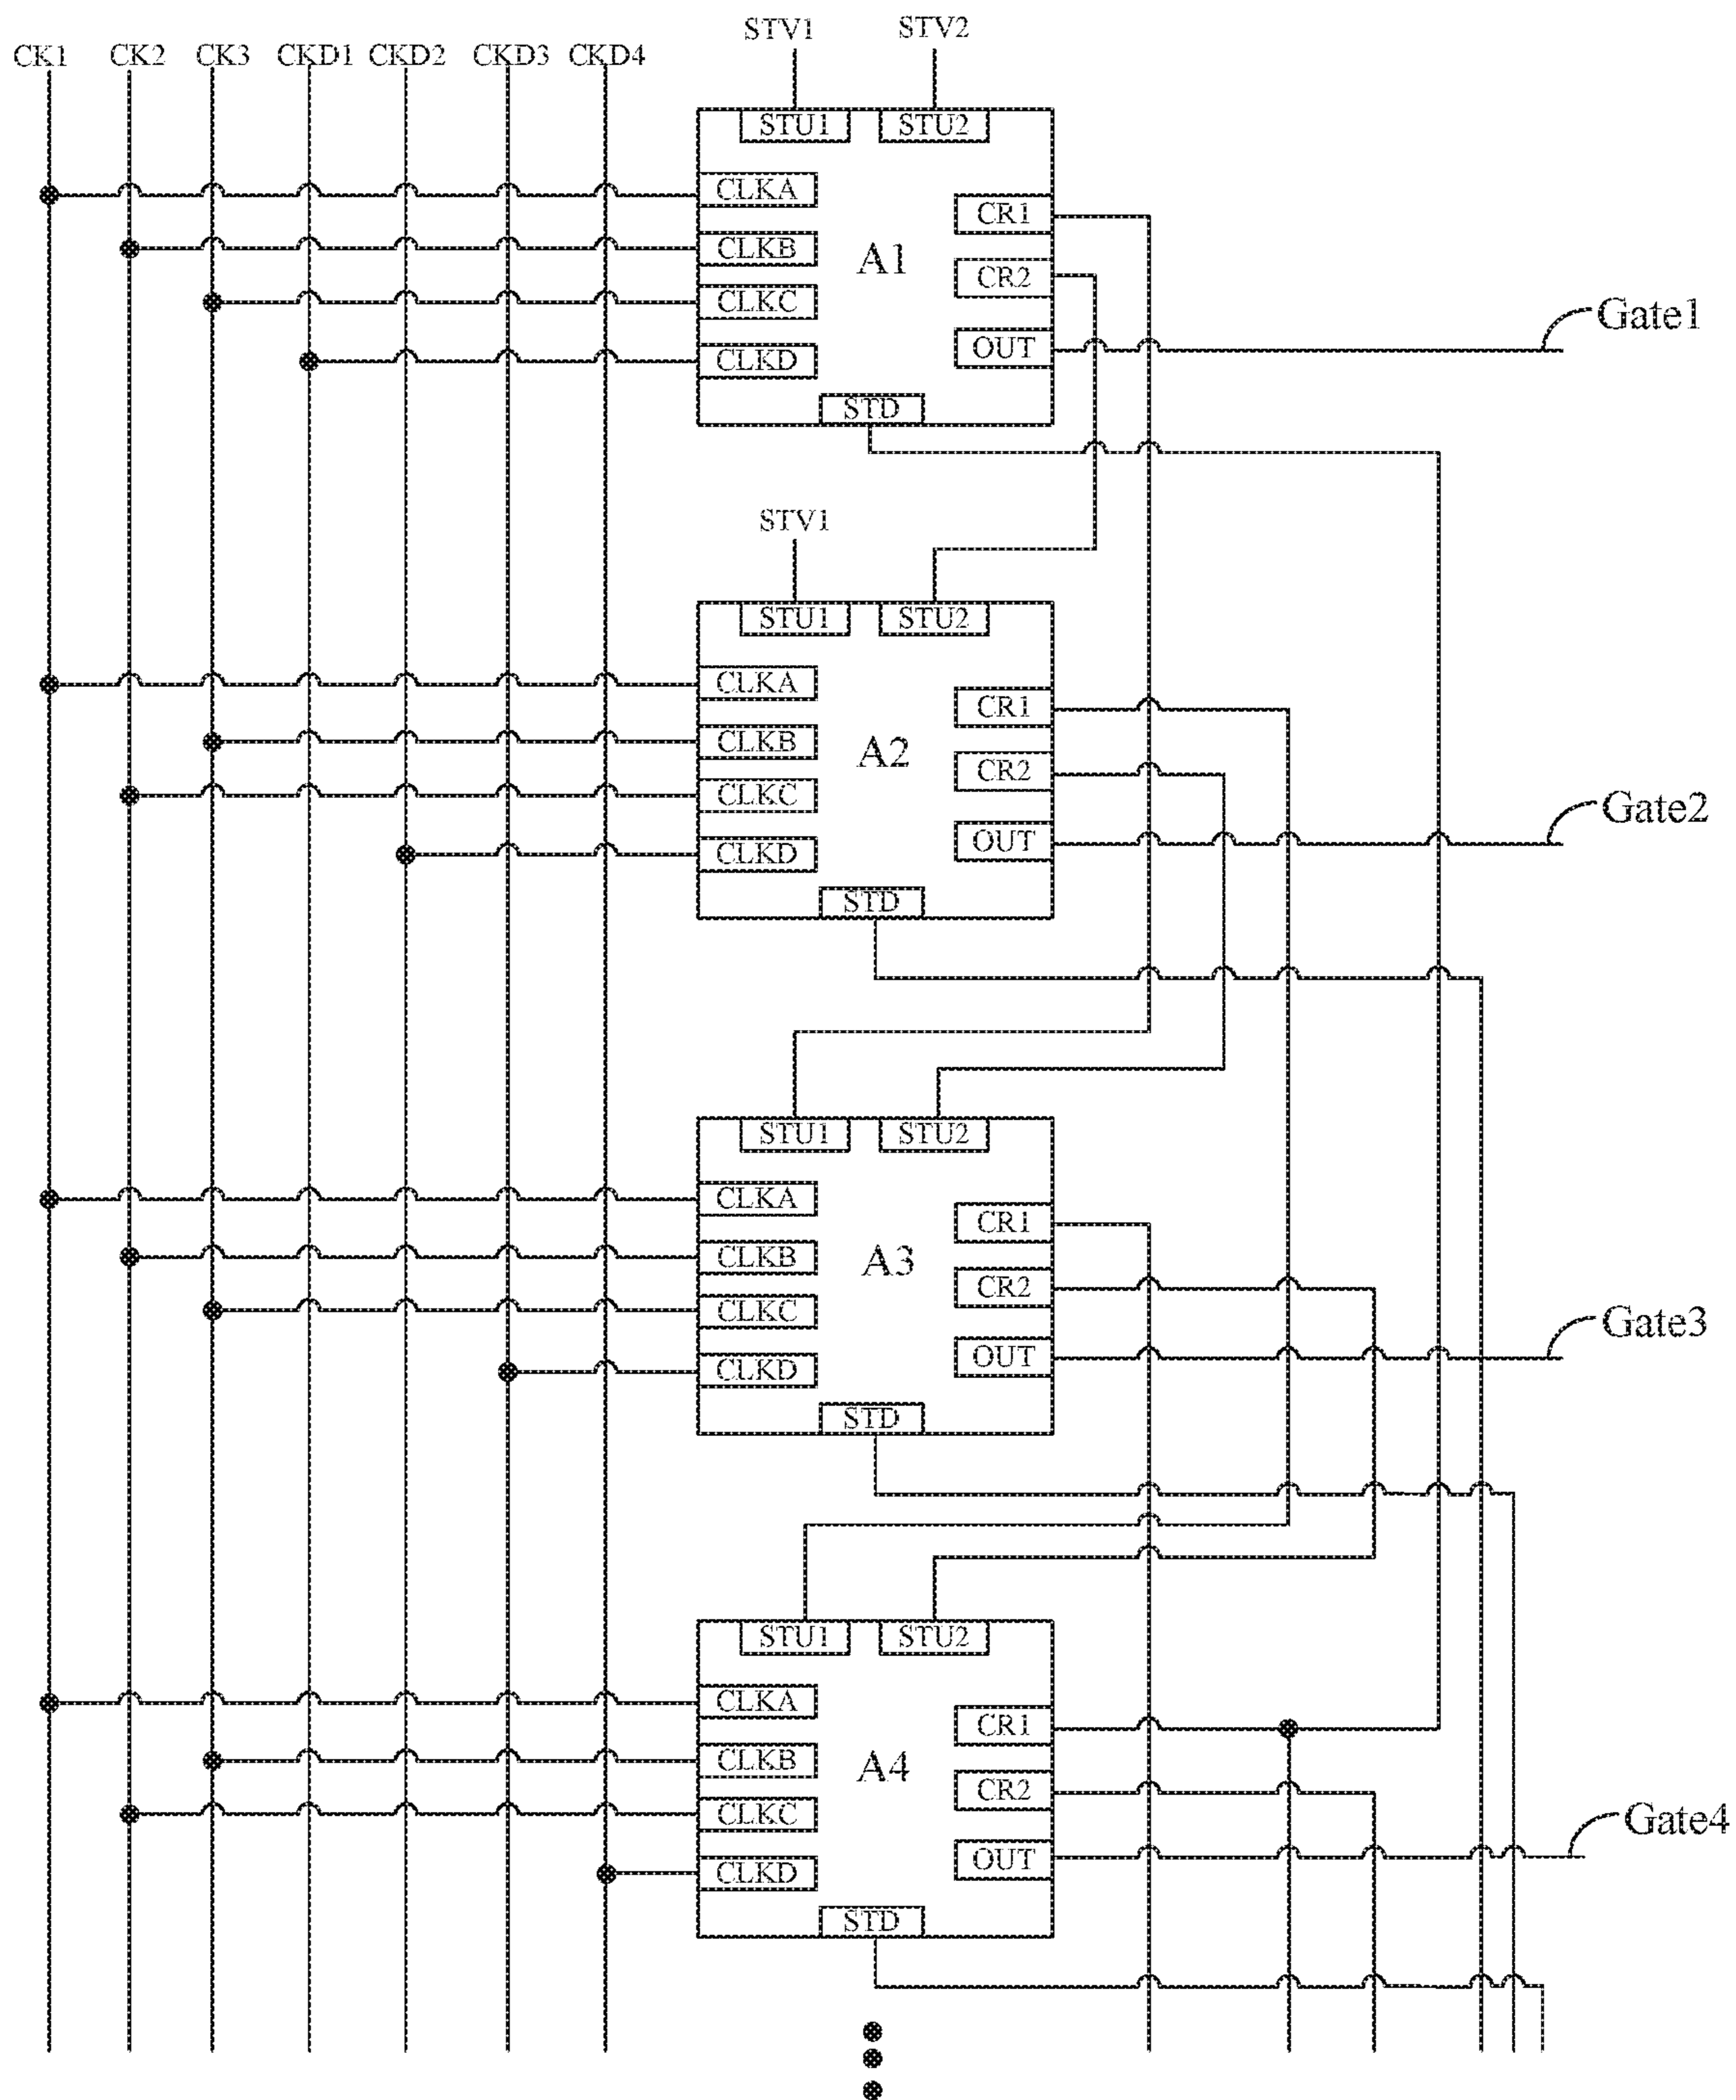 STV1 STV2
CK1 CK2 CK3 CKD1 CKD2 CKD3 CKD4
STU1 STU2
CLKA
CR1
CLKB
A1
CR2
CLKC
Gate1
OUT
CLKD
STD
STV1
STU1 STU2
CLKA
CR1
CLKB
A2
CR2
CLKC
Gate2
OUT
CLKD
STD
STU1 STU2
CLKA
CR1
CLKB
A3
CR2
CLKC
Gate3
OUT
CLKD
STD
STU1 STU2
CLKA
CR1
CLKB
A4
CR2
CLKC
Gate4
OUT
CLKD
STD